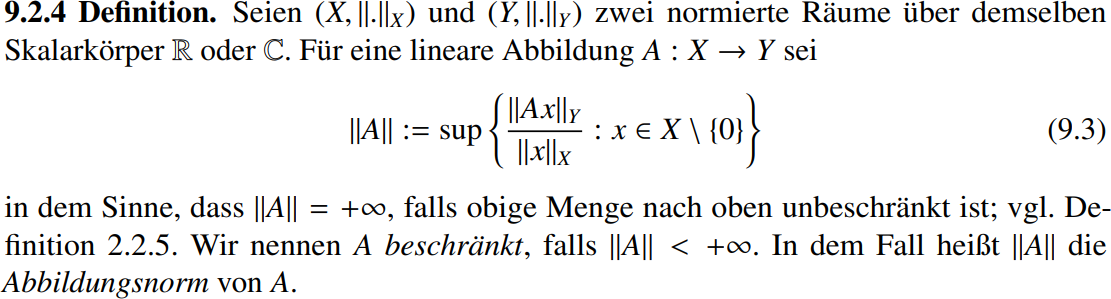 9.2.4 Definition. Seien (X, ||.||_X) und (Y, ||.||_Y) zwei normierte Räume über demselben
Skalarkörper ℝ oder ℂ. Für eine lineare Abbildung A : X → Y sei
||A|| := sup { ||Ax||_Y / ||x||_X : x ∈ X \ {0} } (9.3)
in dem Sinne, dass ||A|| = +∞, falls obige Menge nach oben unbeschränkt ist; vgl. De-
finition 2.2.5. Wir nennen A beschränkt, falls ||A|| < +∞. In dem Fall heißt ||A|| die
Abbildungsnorm von A.